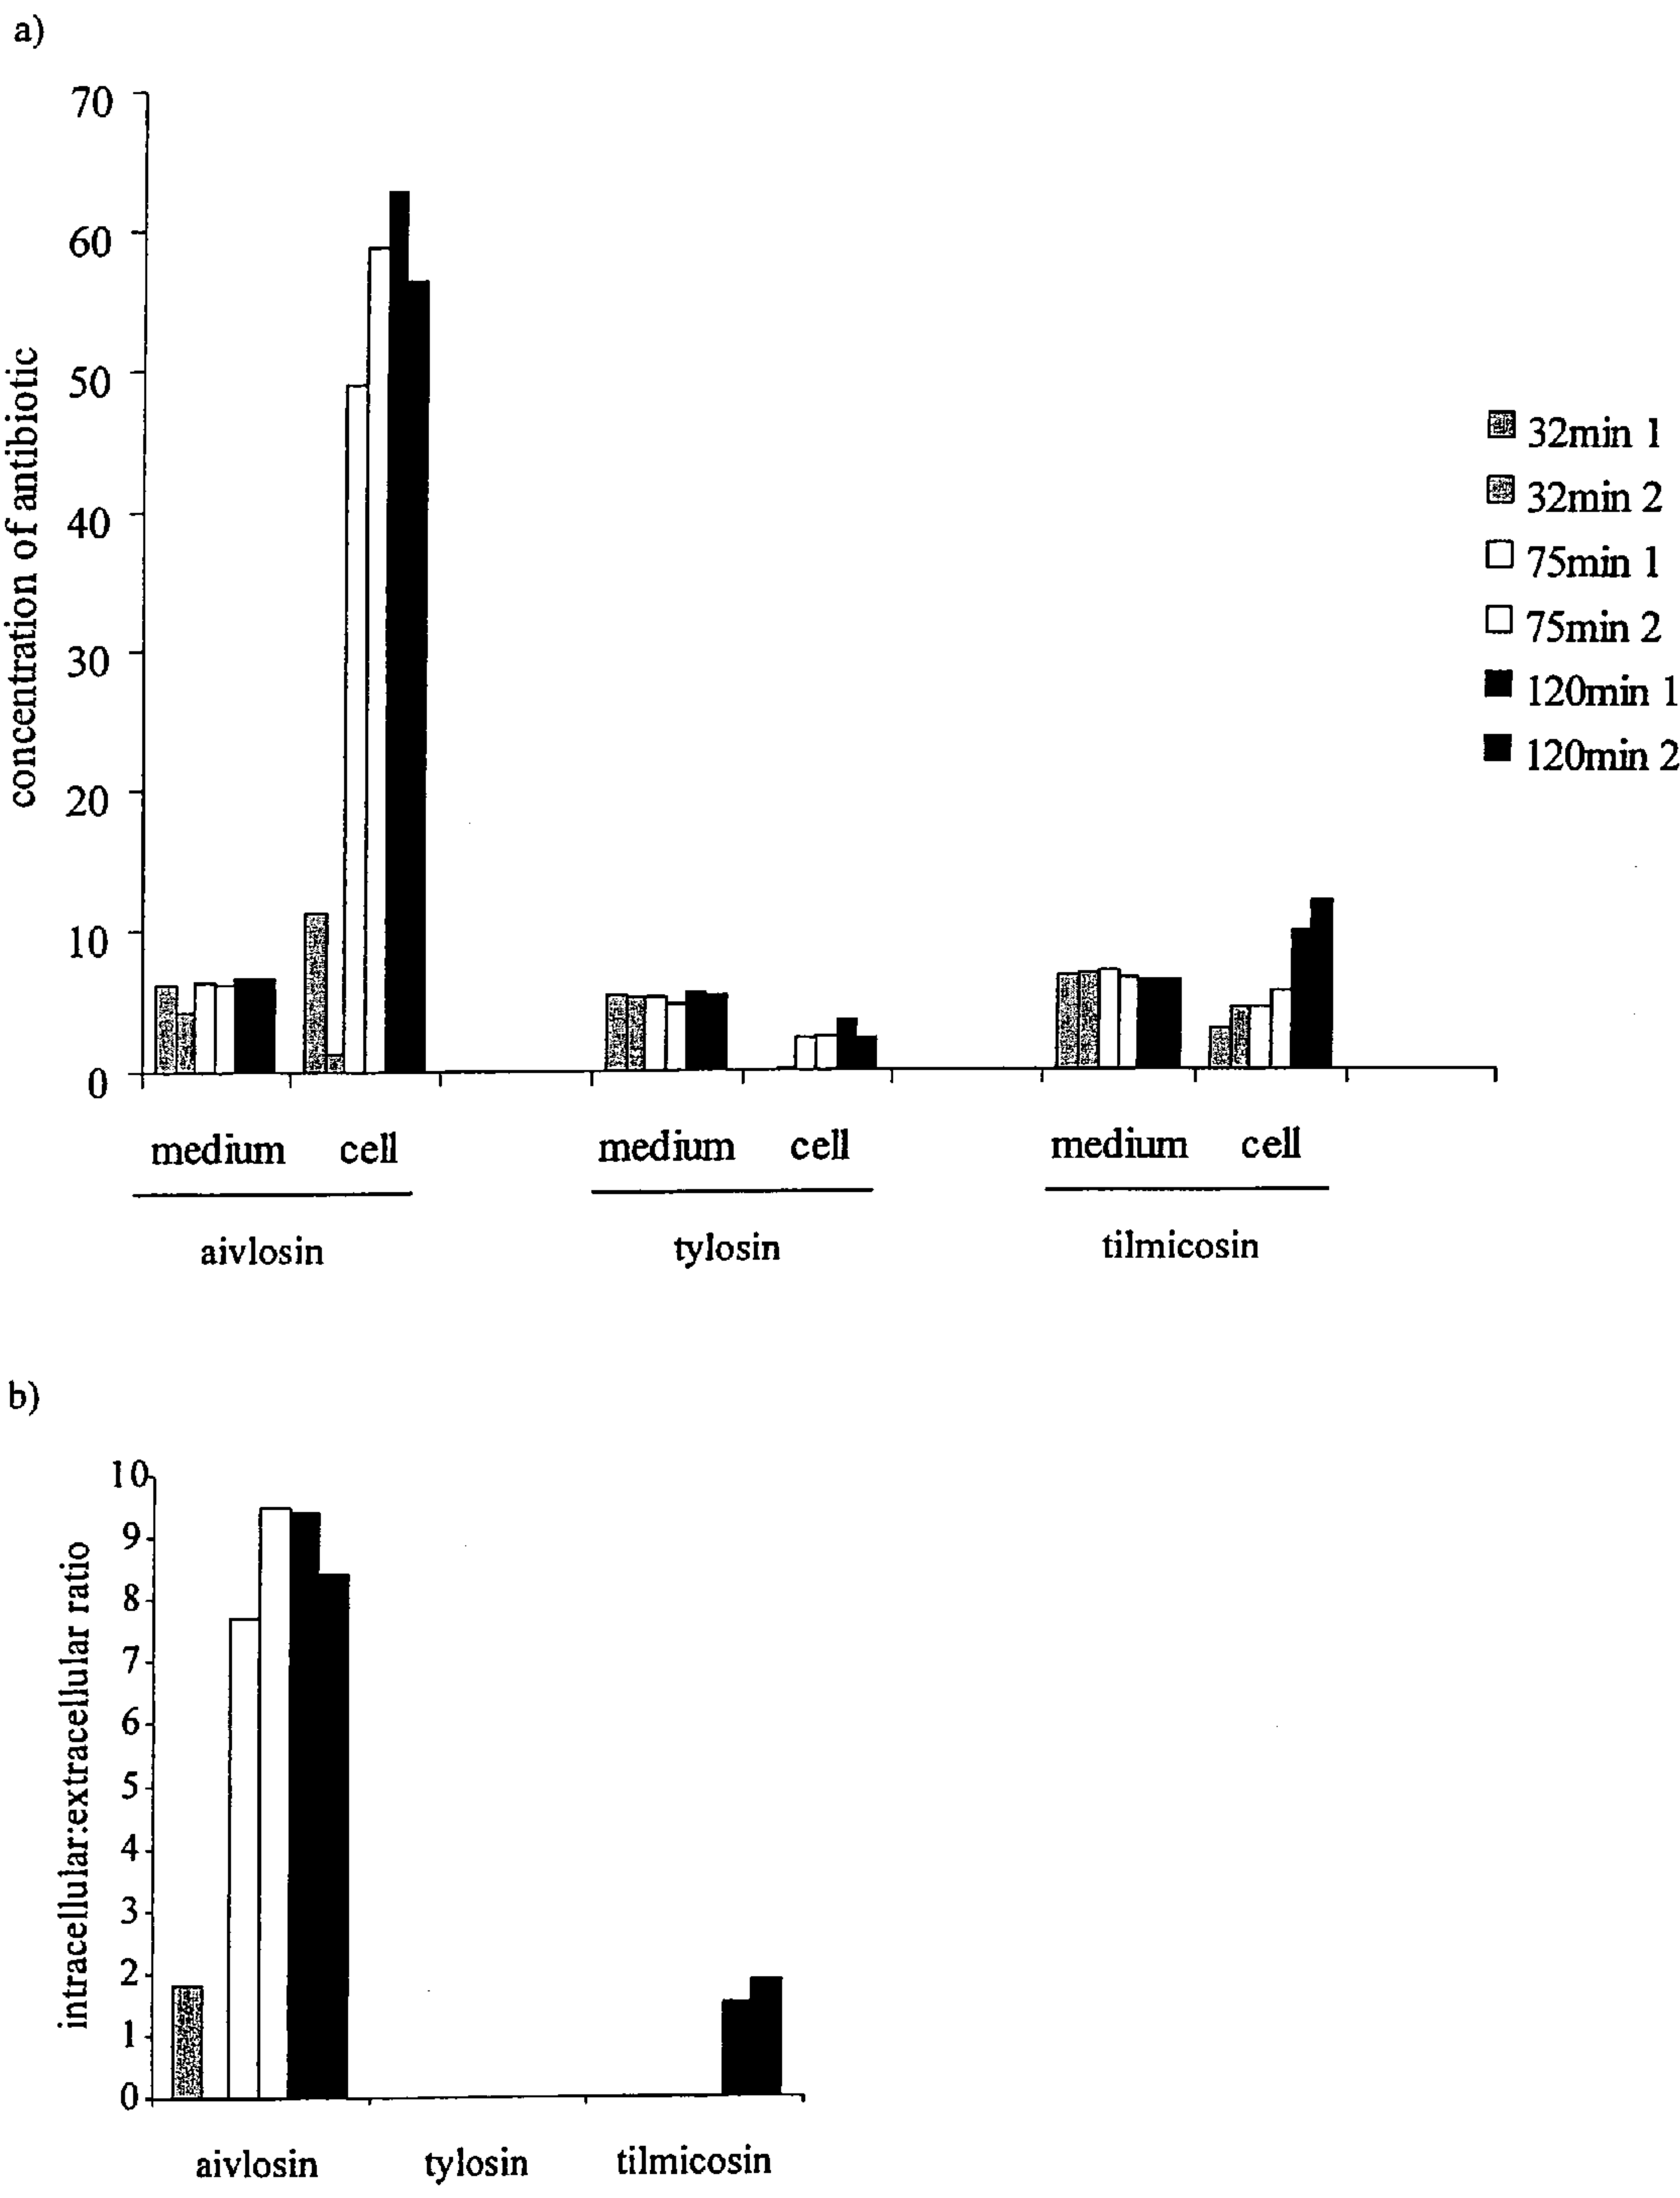 a)
70
60
50
40
30
20
10
0
concentration of antibiotic
32min 1
32min 2
75min 1
75min 2
120min 1
120min 2
medium cell medium cell medium cell
aivlosin tylosin tilmicosin
b)
10
9
8
7
6
5
4
3
2
1
0
intracellular:extracellular ratio
aivlosin tylosin tilmicosin